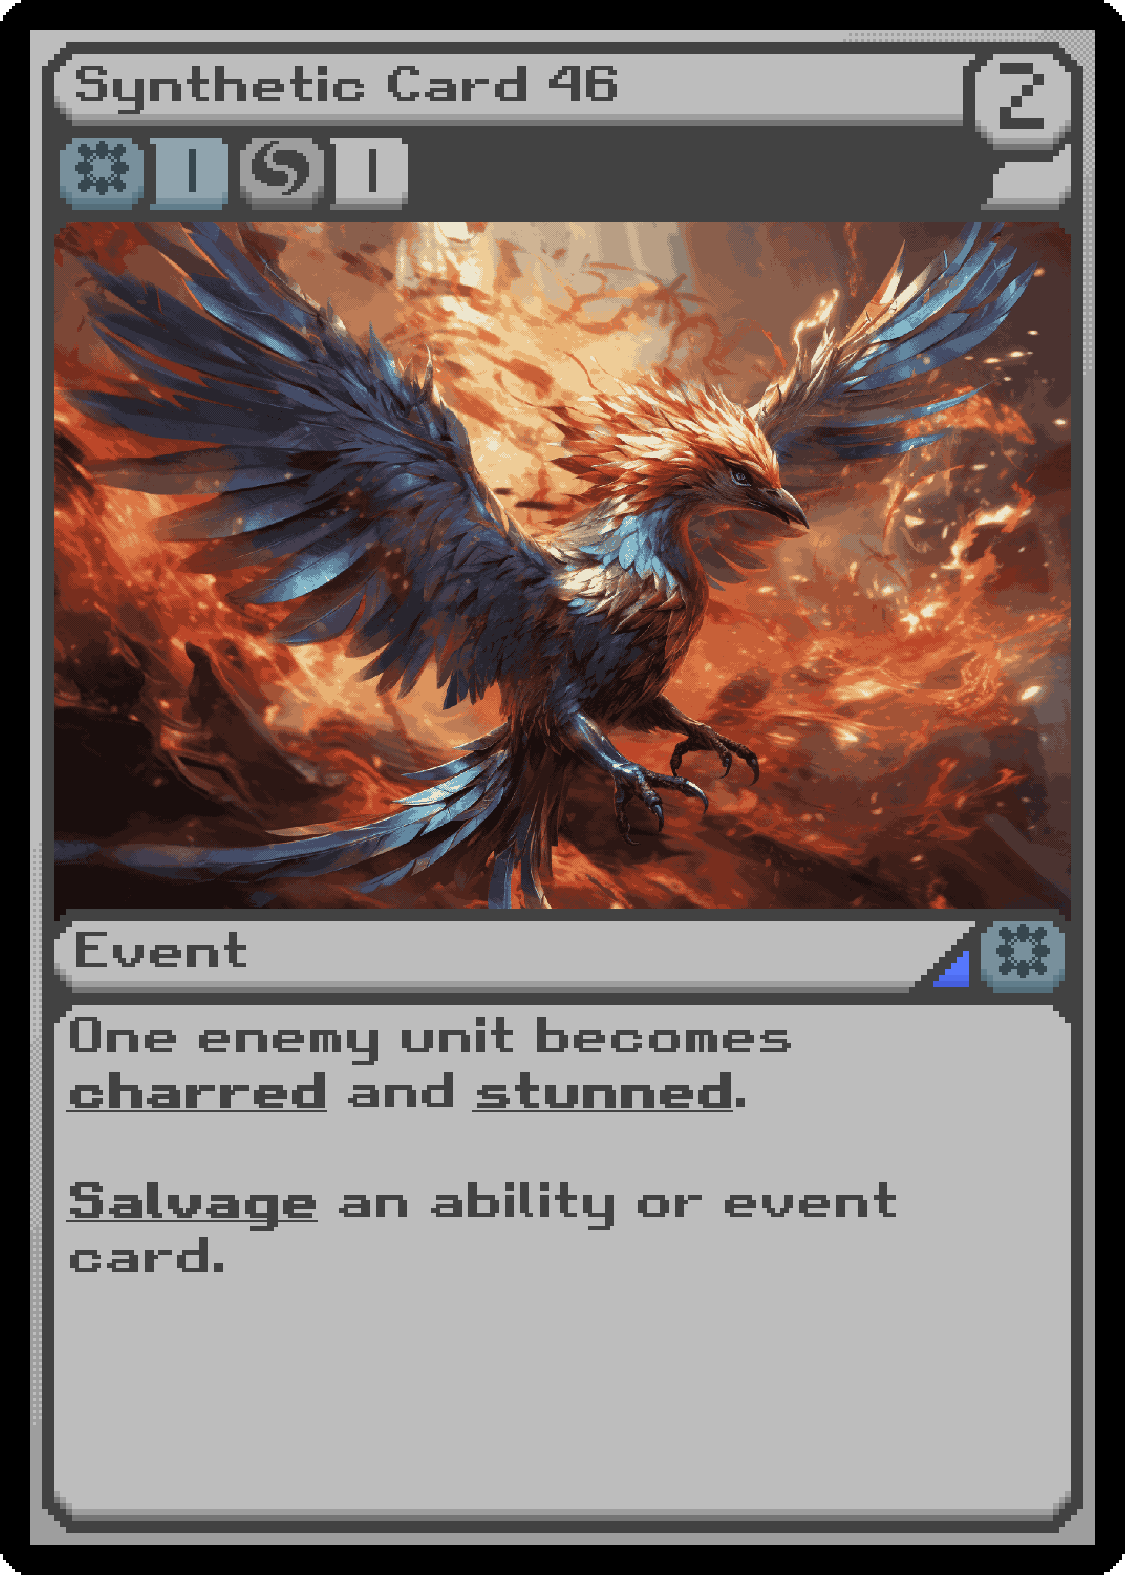 Synthetic Card 46
2
1
1
Event
One enemy unit becomes
charred and stunned.
Salvage an ability or event
card.